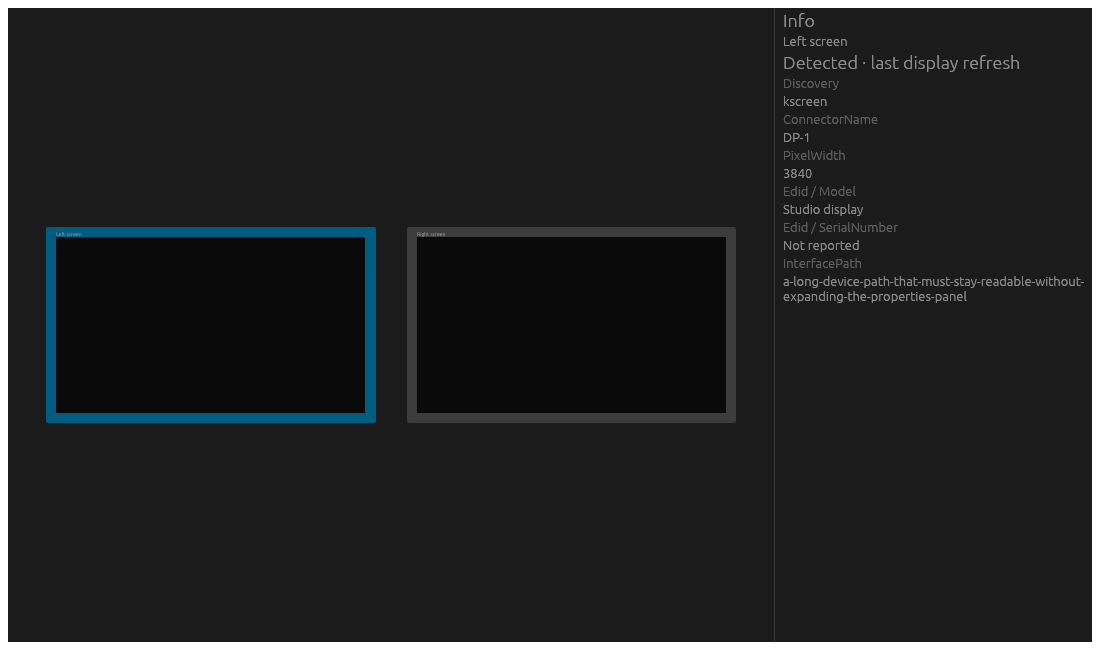 Info
Left screen
Detected · last display refresh
Discovery
kscreen
ConnectorName
DP-1
PixelWidth
3840
Edid / Model
Studio display
Edid / SerialNumber
Not reported
InterfacePath
a-long-device-path-that-must-stay-readable-without-
expanding-the-properties-panel
Left screen
Right screen